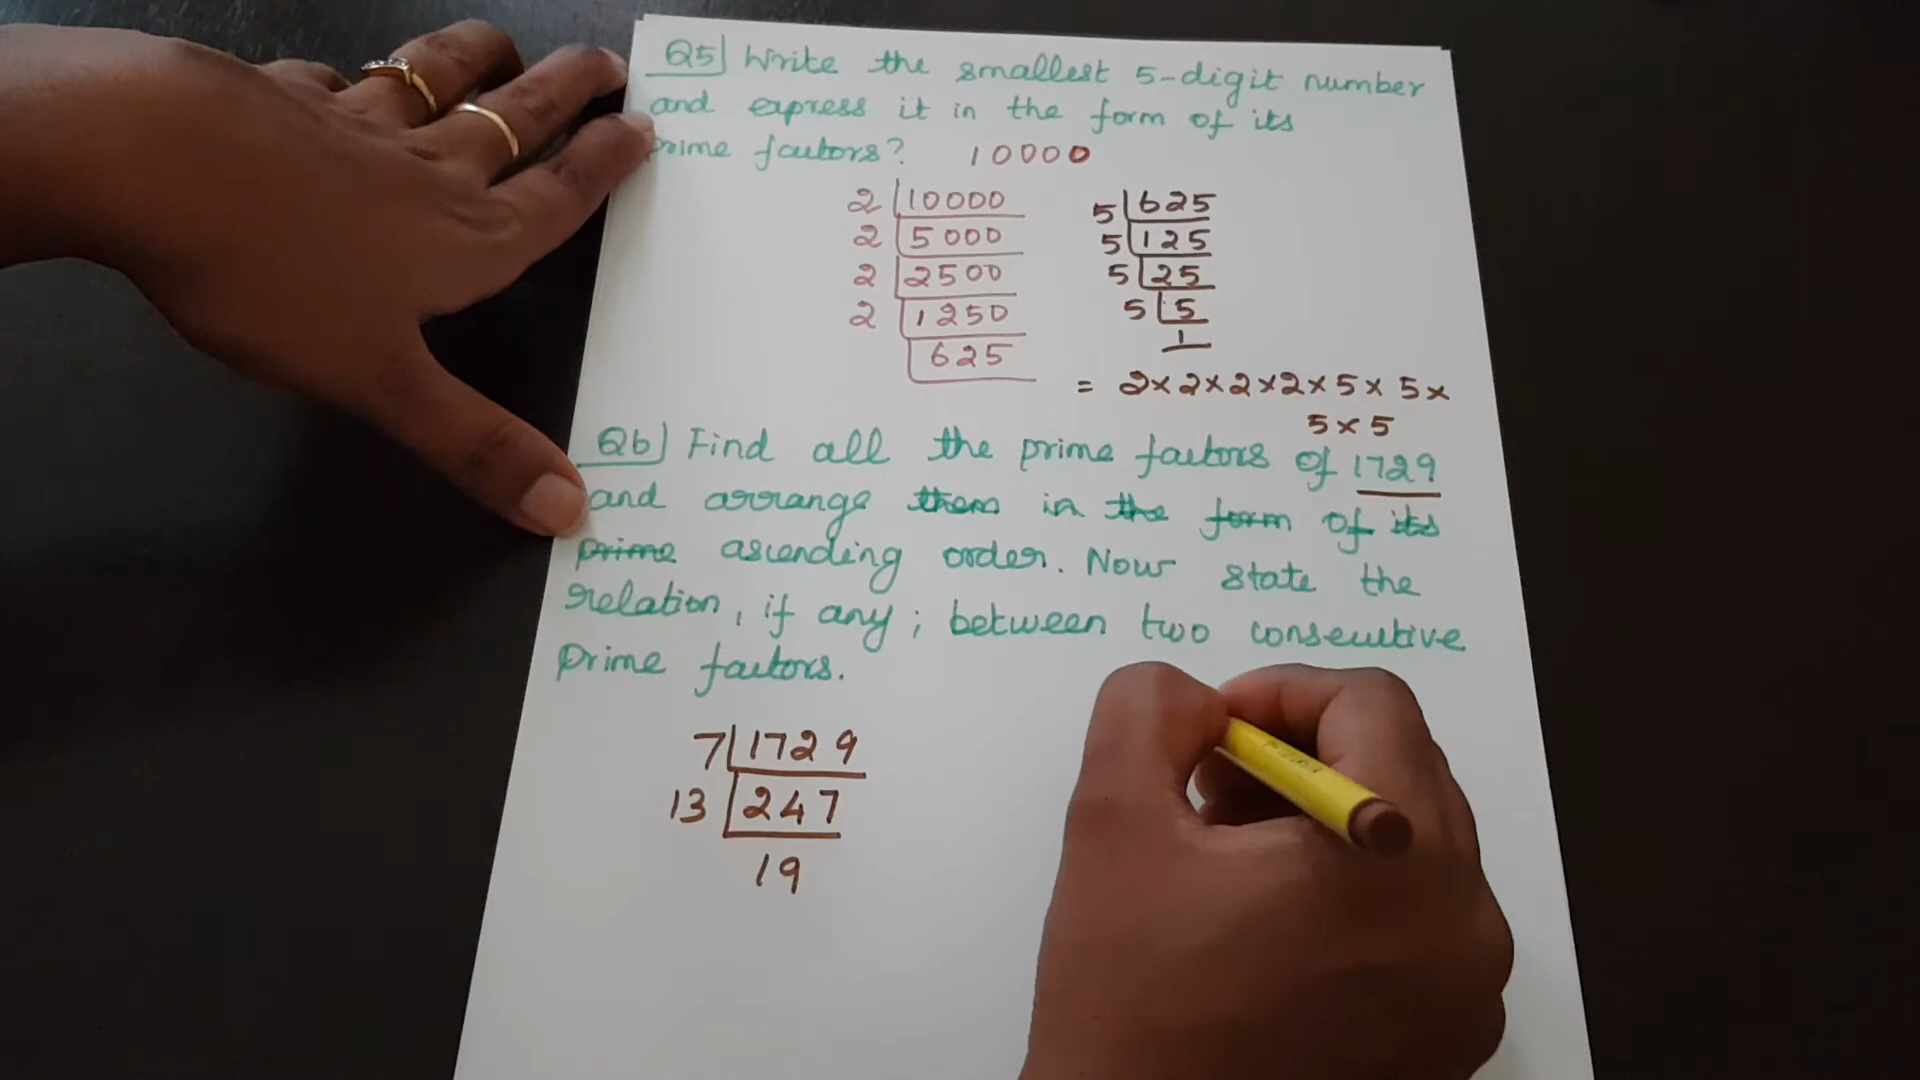 Q5] Write the smallest 5-digit number
and express it in the form of its
prime factors? 10000
2 | 10000
2 | 5000
2 | 2500
2 | 1250
625
5 | 625
5 | 125
5 | 25
5 | 5
1
= 2×2×2×2×5×5×
5×5
Q6] Find all the prime factors of 1729
and arrange them in the form of its
prime ascending order. Now state the
relation, if any; between two consecutive
prime factors.
7 | 1729
13 | 247
19